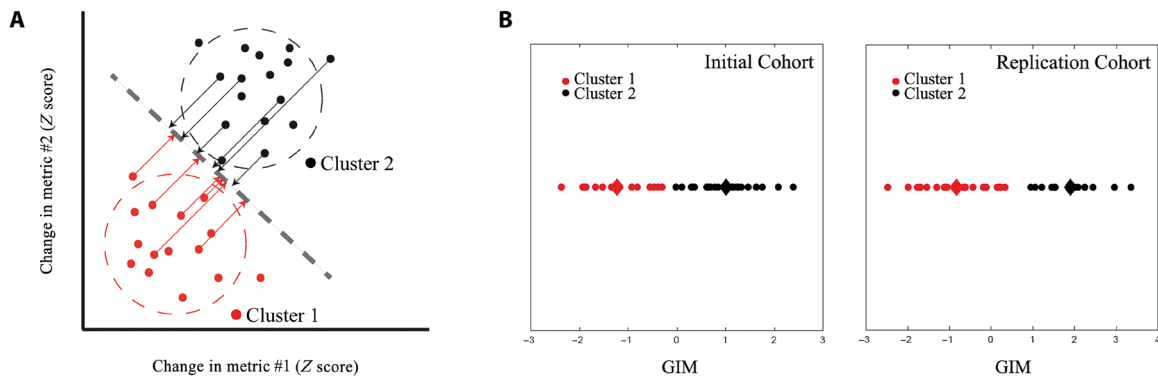 A
Change in metric #2 (Z score)
Cluster 2
Cluster 1
Change in metric #1 (Z score)
B
Initial Cohort
Cluster 1
Cluster 2
−3 −2 −1 0 1 2 3
GIM
Replication Cohort
Cluster 1
Cluster 2
−3 −2 −1 0 1 2 3 4
GIM